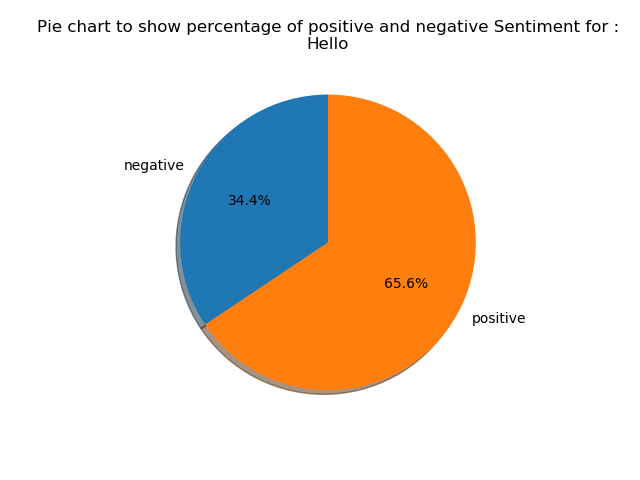 Pie chart to show percentage of positive and negative Sentiment for :
Hello
negative
34.4%
65.6%
positive